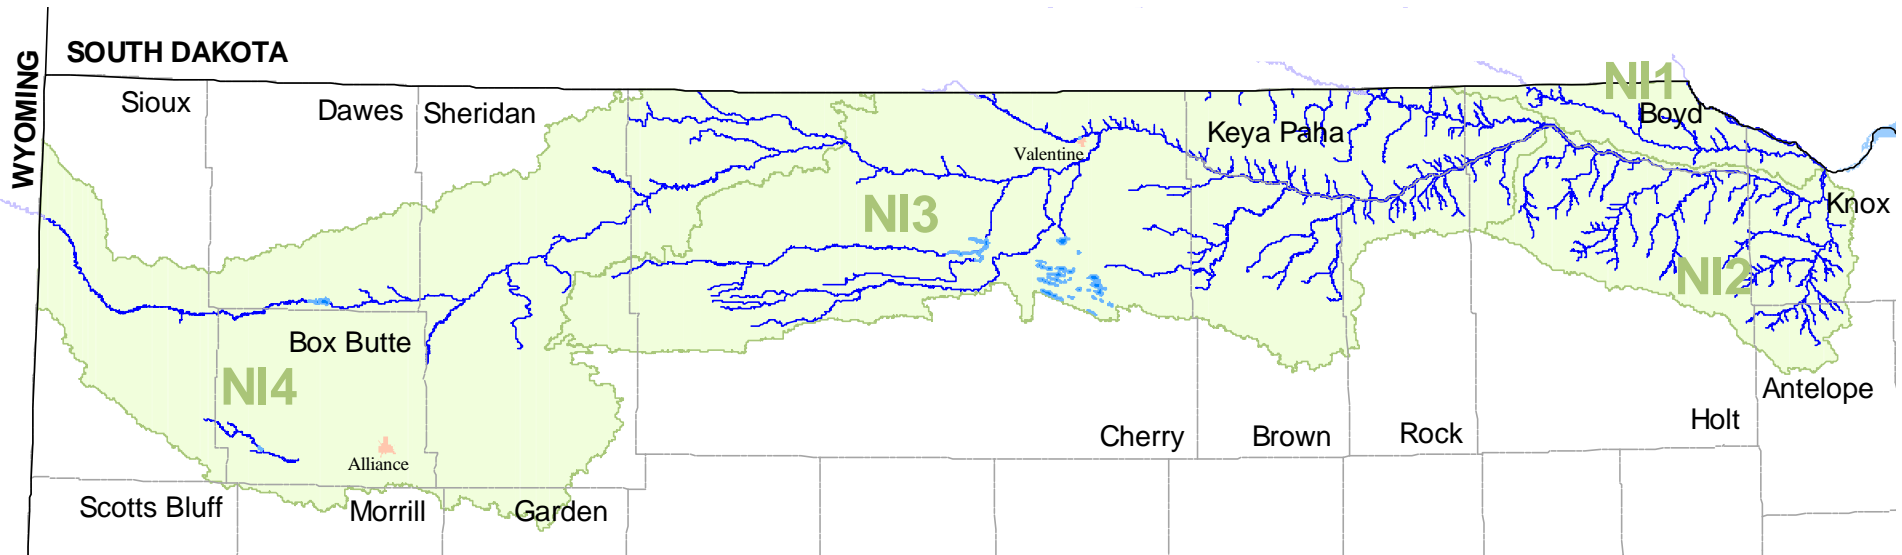 SOUTH DAKOTA
WYOMING
NI1
Sioux
Dawes
Sheridan
Boyd
Keya Paha
Valentine
Knox
NI3
NI2
Box Butte
NI4
Antelope
Holt
Rock
Cherry
Brown
Alliance
Scotts Bluff
Morrill
Garden